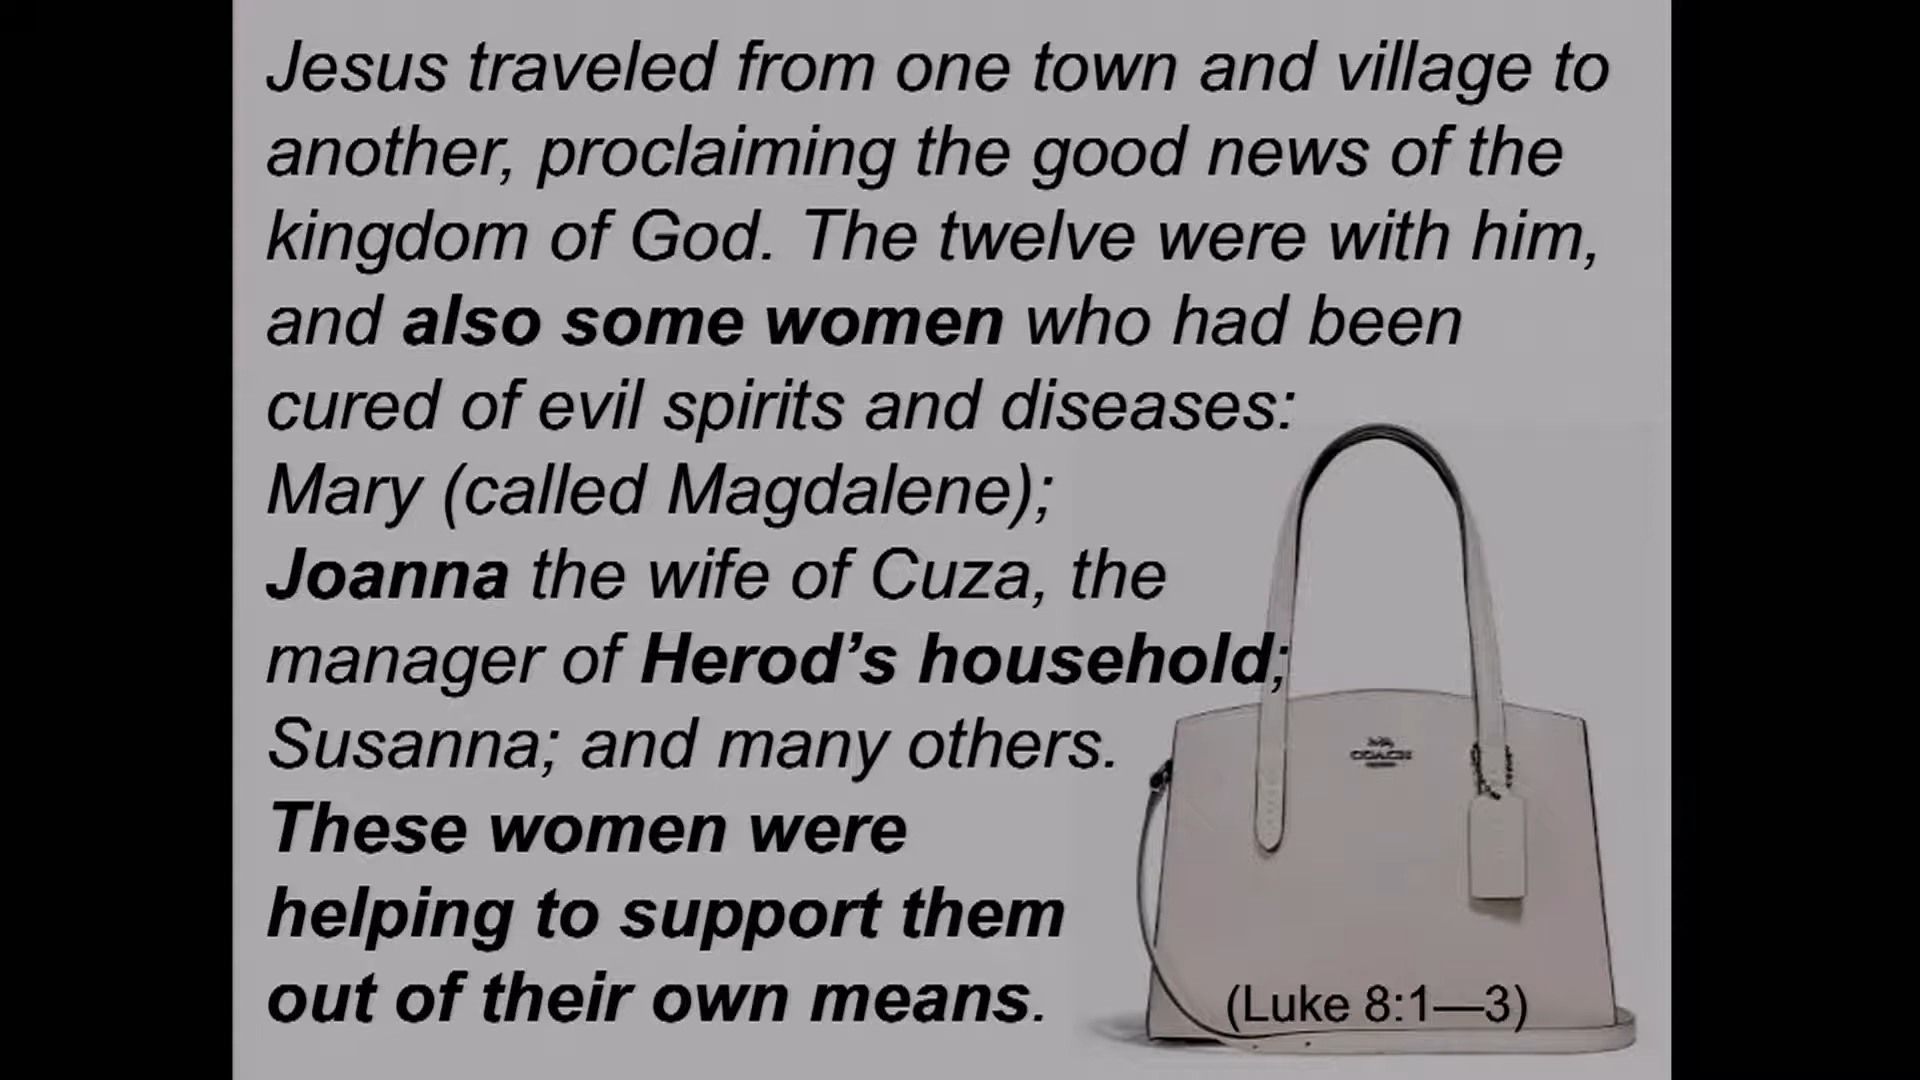 Jesus traveled from one town and village to
another, proclaiming the good news of the
kingdom of God. The twelve were with him,
and also some women who had been
cured of evil spirits and diseases:
Mary (called Magdalene);
Joanna the wife of Cuza, the
manager of Herod’s household;
Susanna; and many others.
These women were
helping to support them
out of their own means.
COACH
(Luke 8:1—3)